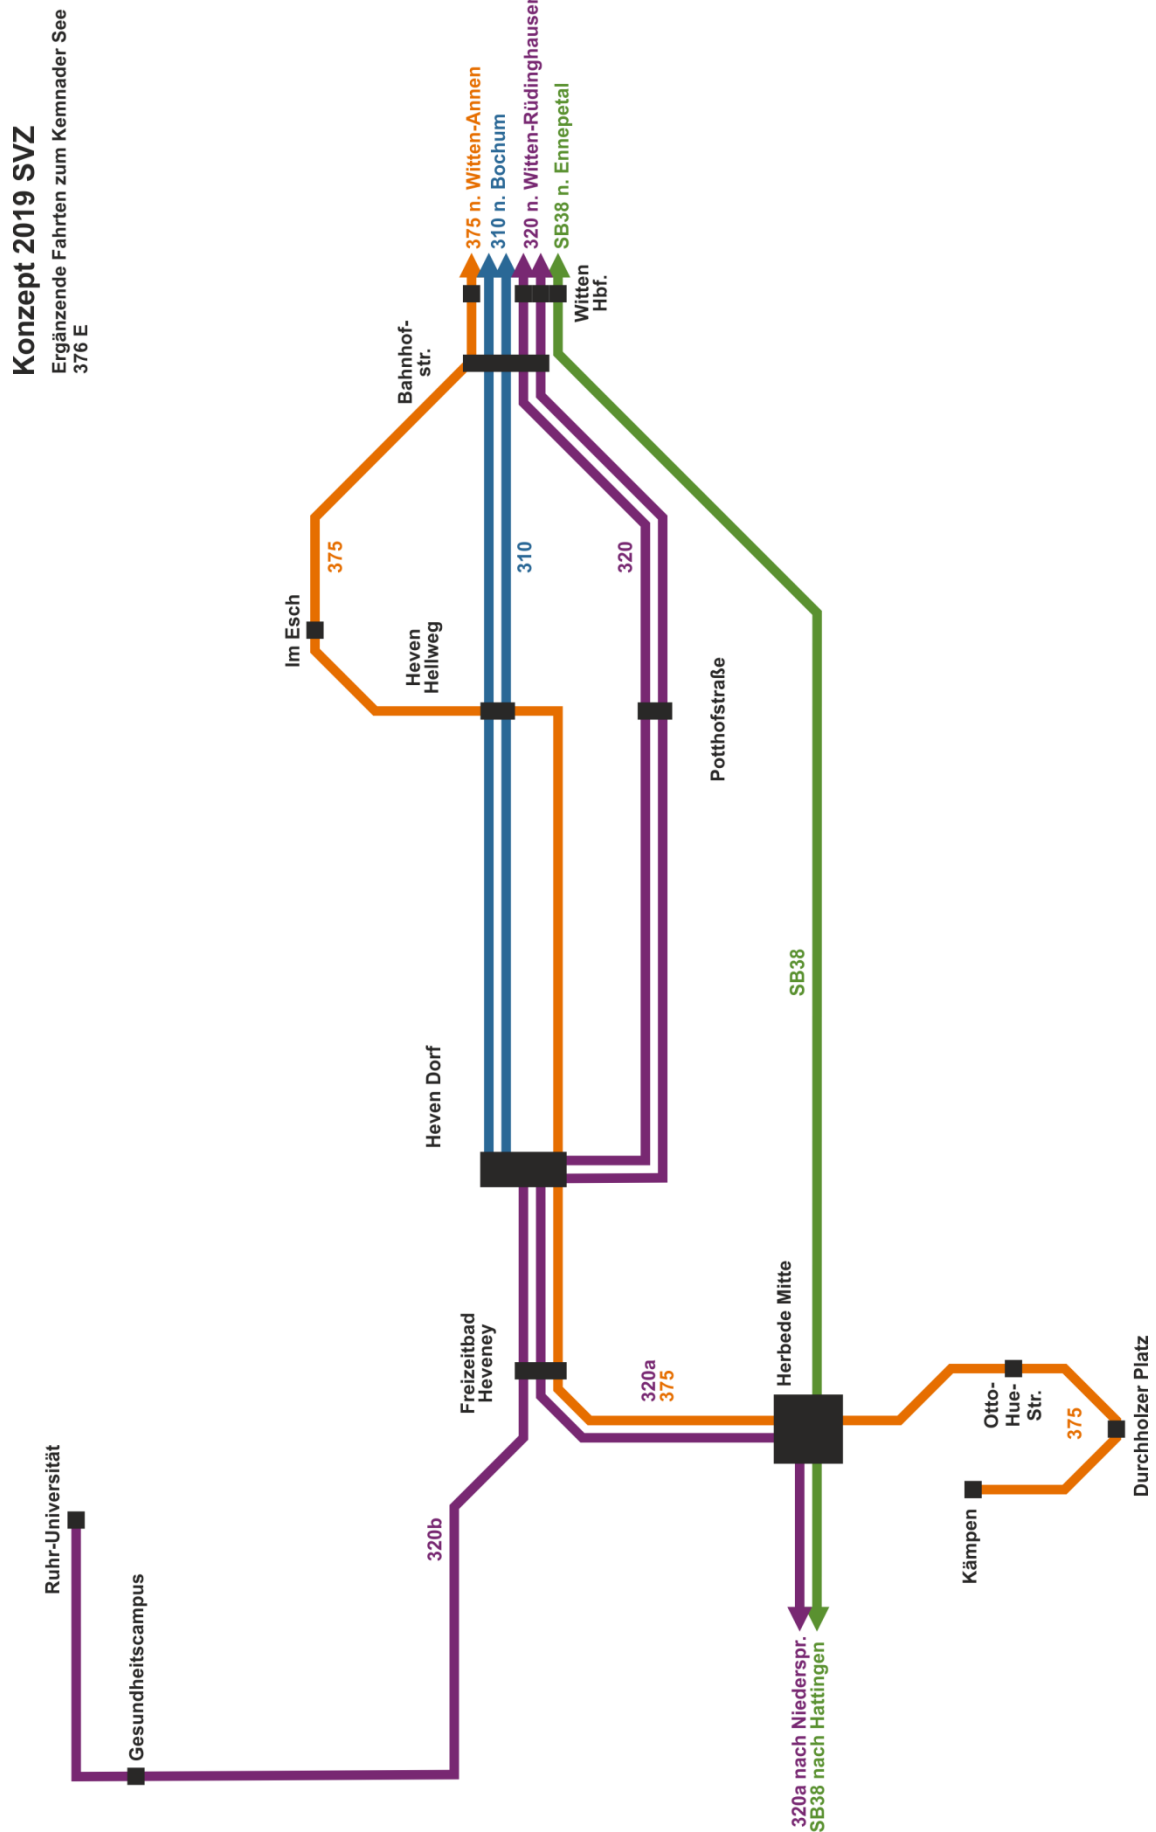 Konzept 2019 SVZ
Ergänzende Fahrten zum Kemnader See
376 E
Ruhr-Universität
Gesundheitscampus
320b
Freizeitbad
Heveney
Heven Dorf
Im Esch
375
Heven
Hellweg
Bahnhof-
str.
310
320
Potthofstraße
375 n. Witten-Annen
310 n. Bochum
320 n. Witten-Rüdinghausen
SB38 n. Ennepetal
Witten
Hbf.
SB38
320a
375
Herbede Mitte
320a nach Niederspr.
SB38 nach Hattingen
Otto-
Hue-
Str.
375
Kämpen
Durchholzer Platz